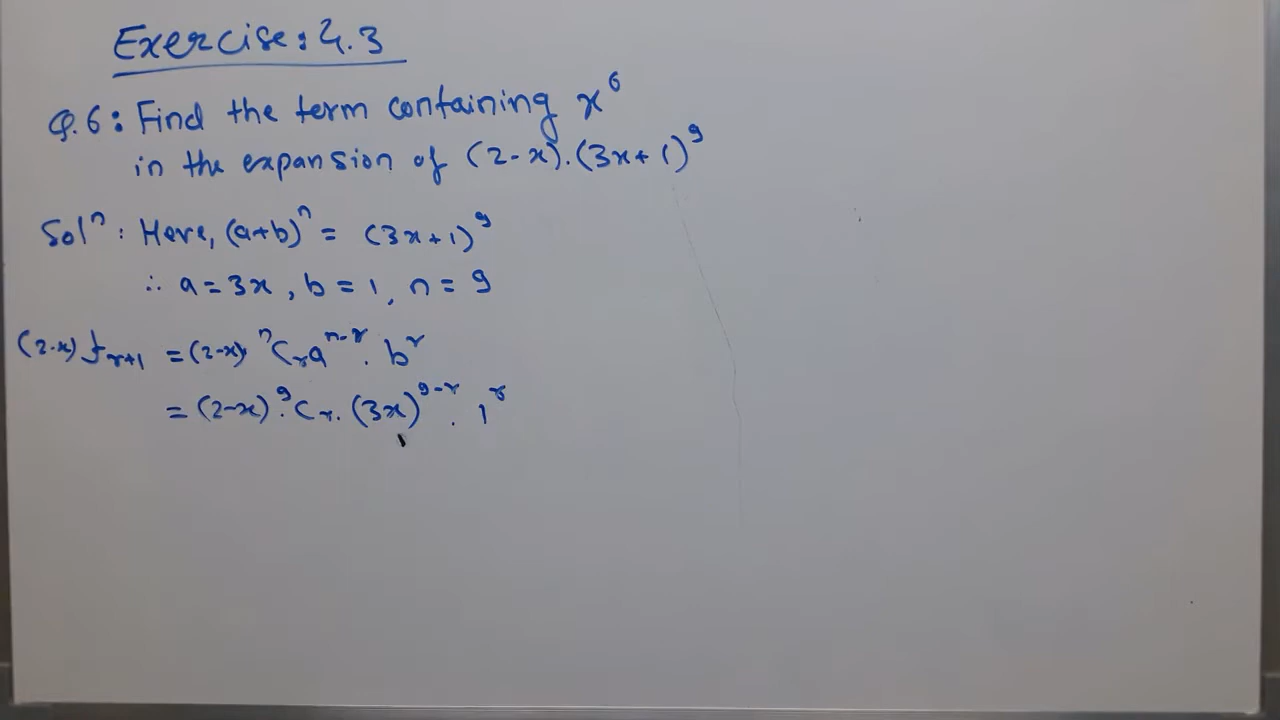 Exercise: 4.3
Q.6: Find the term containing x⁶
in the expansion of (2-x).(3x+1)⁹
Solⁿ: Here, (a+b)ⁿ = (3x+1)⁹
∴ a=3x, b=1, n=9
(2-x) t_{r+1} = (2-x). ⁿC_r a^{n-r}. b^r
= (2-x). ⁹C_r. (3x)^{9-r}. 1^r